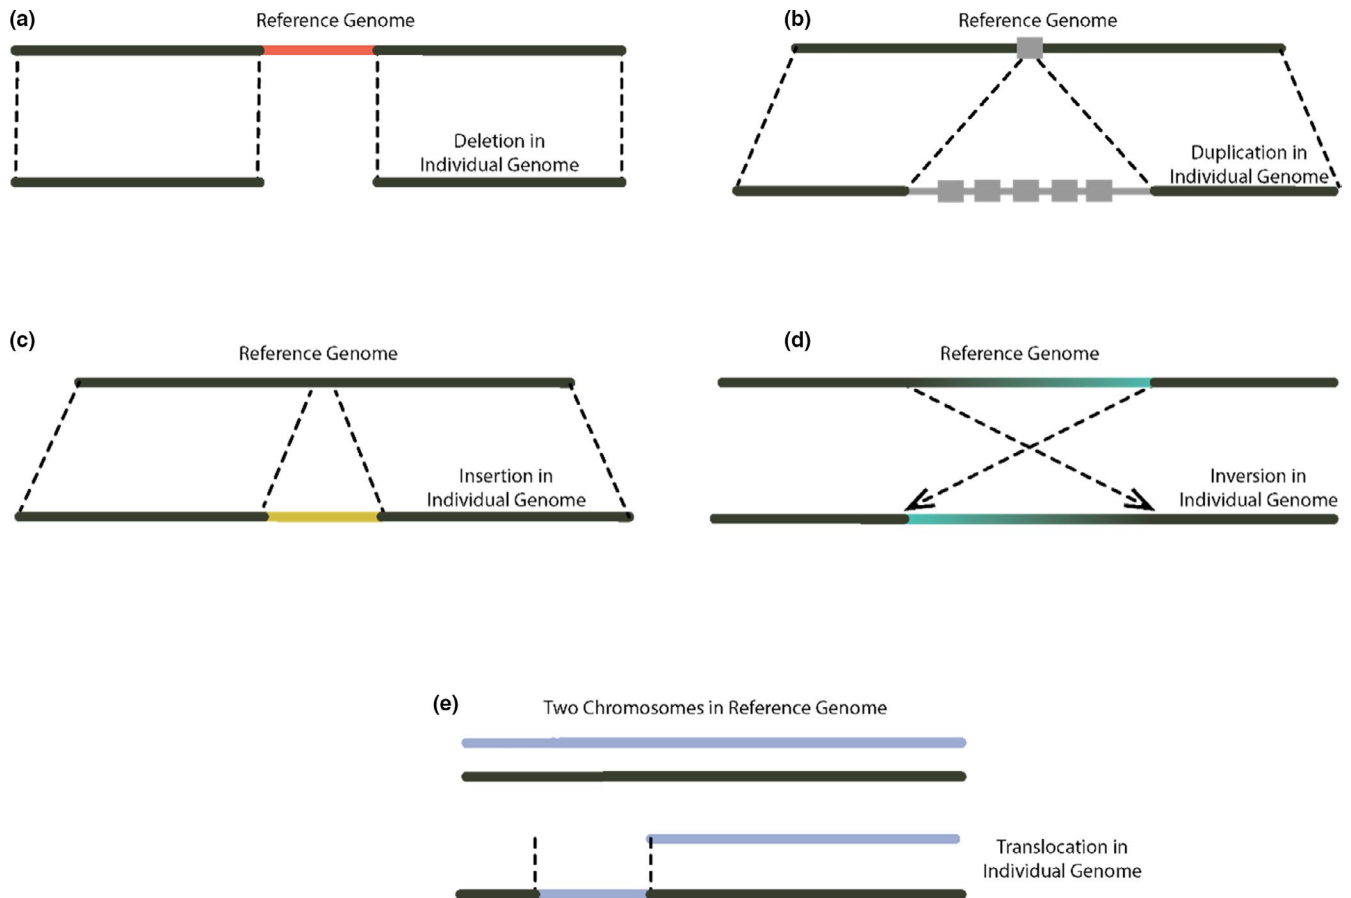 (a)
Reference Genome
Deletion in
Individual Genome
(b)
Reference Genome
Duplication in
Individual Genome
(c)
Reference Genome
Insertion in
Individual Genome
(d)
Reference Genome
Inversion in
Individual Genome
(e)
Two Chromosomes in Reference Genome
Translocation in
Individual Genome